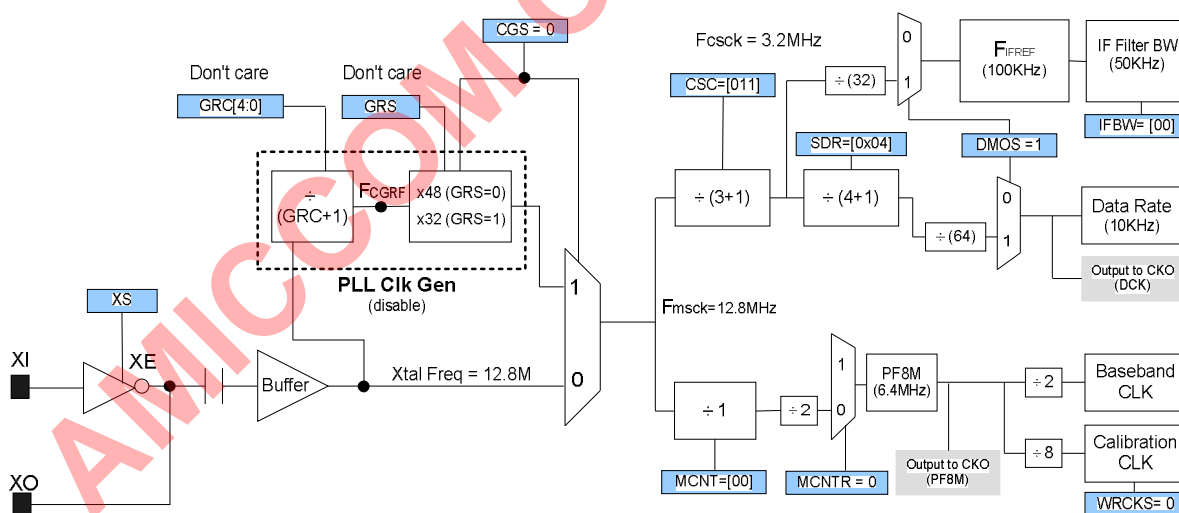 CGS = 0
Fcsck = 3.2MHz
Don't care
Don't care
GRC[4:0]
GRS
CSC=[011]
0
1
÷(32)
FIFREF
(100KHz)
IF Filter BW
(50KHz)
IFBW= [00]
SDR=[0x04]
DMOS =1
÷
(GRC+1)
FCGRF
x48 (GRS=0)
x32 (GRS=1)
÷ (3+1)
÷ (4+1)
÷(64)
0
1
Data Rate
(10KHz)
Output to CKO
(DCK)
PLL Clk Gen
(disable)
XS
1
0
Fmsck=12.8MHz
XI
XE
Buffer
Xtal Freq = 12.8M
XO
÷ 1
÷2
1
0
PF8M
(6.4MHz)
÷2
Baseband
CLK
÷8
Calibration
CLK
Output to CKO
(PF8M)
MCNT=[00]
MCNTR = 0
WRCKS= 0
AMICCOM C